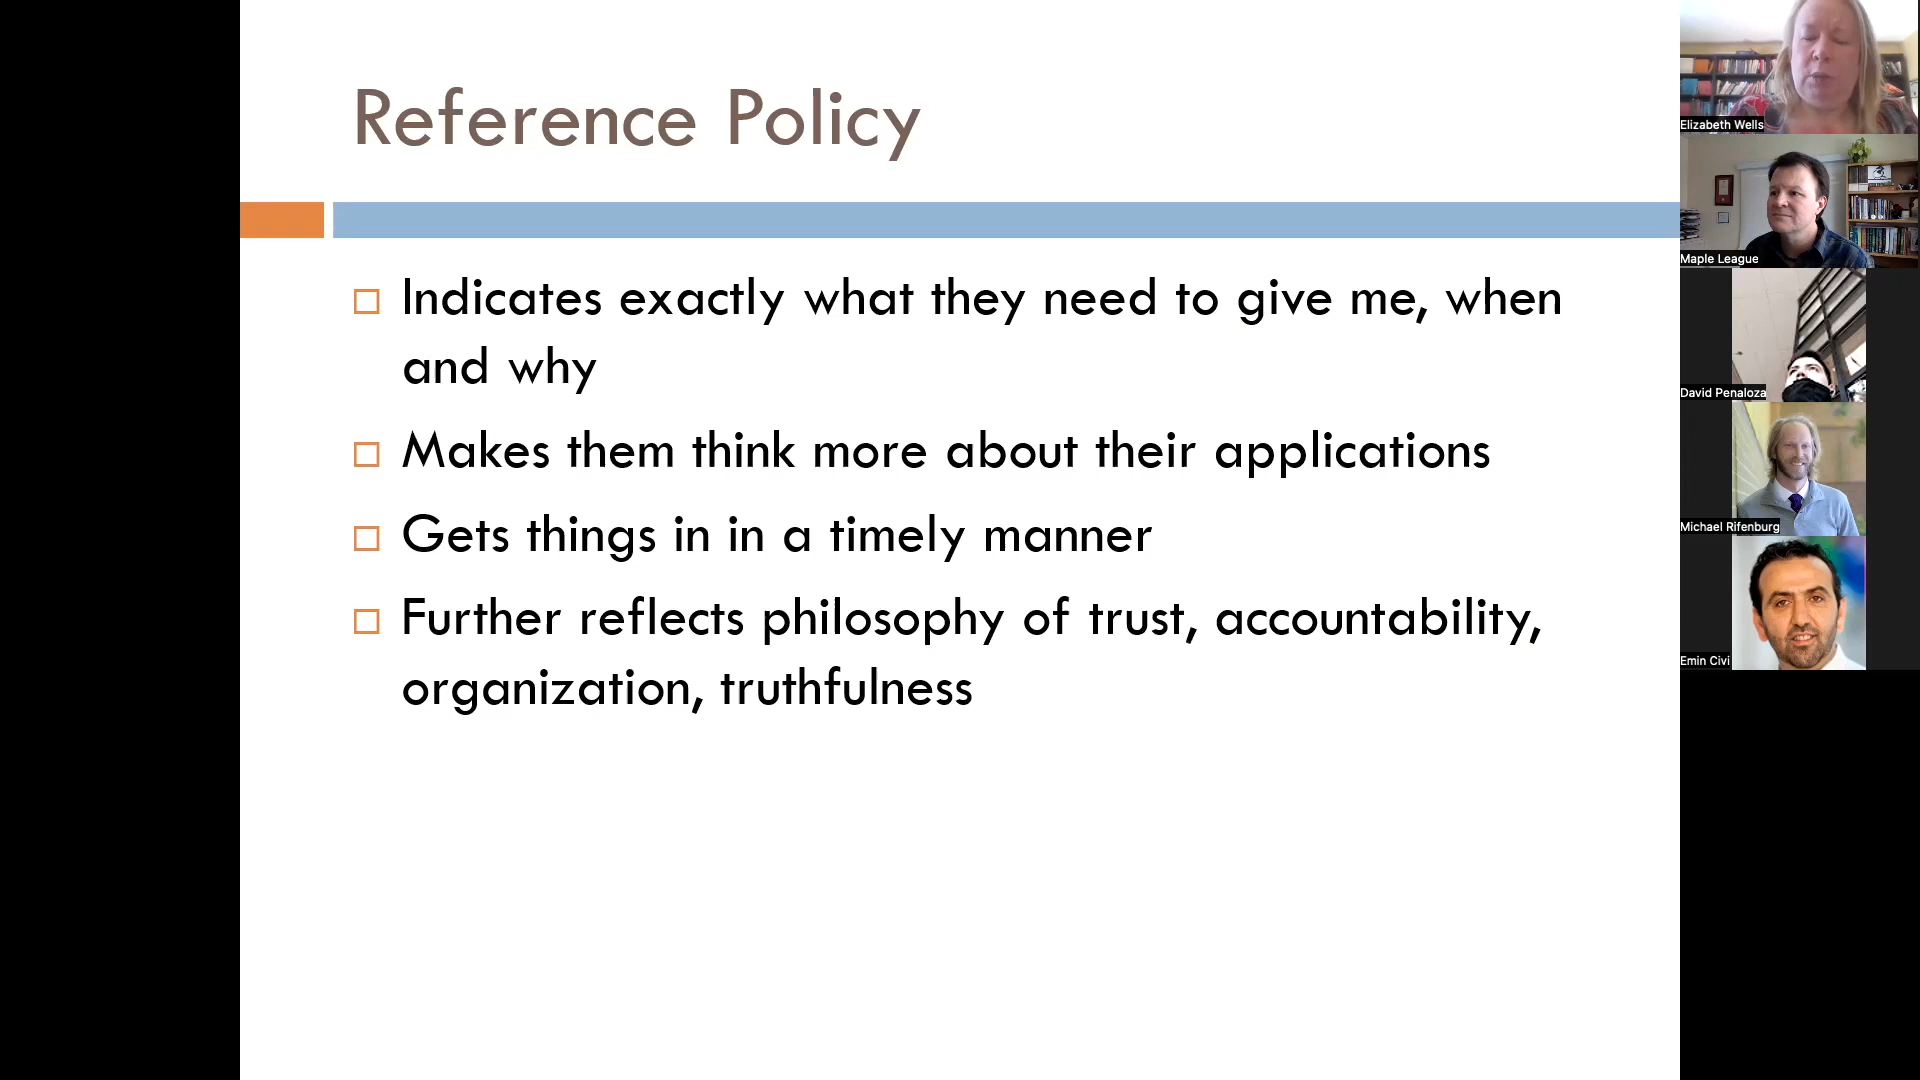 Reference Policy
Indicates exactly what they need to give me, when
and why
Makes them think more about their applications
Gets things in in a timely manner
Further reflects philosophy of trust, accountability,
organization, truthfulness
Elizabeth Wells
Maple League
David Penaloza
Michael Rifenburg
Emin Civi